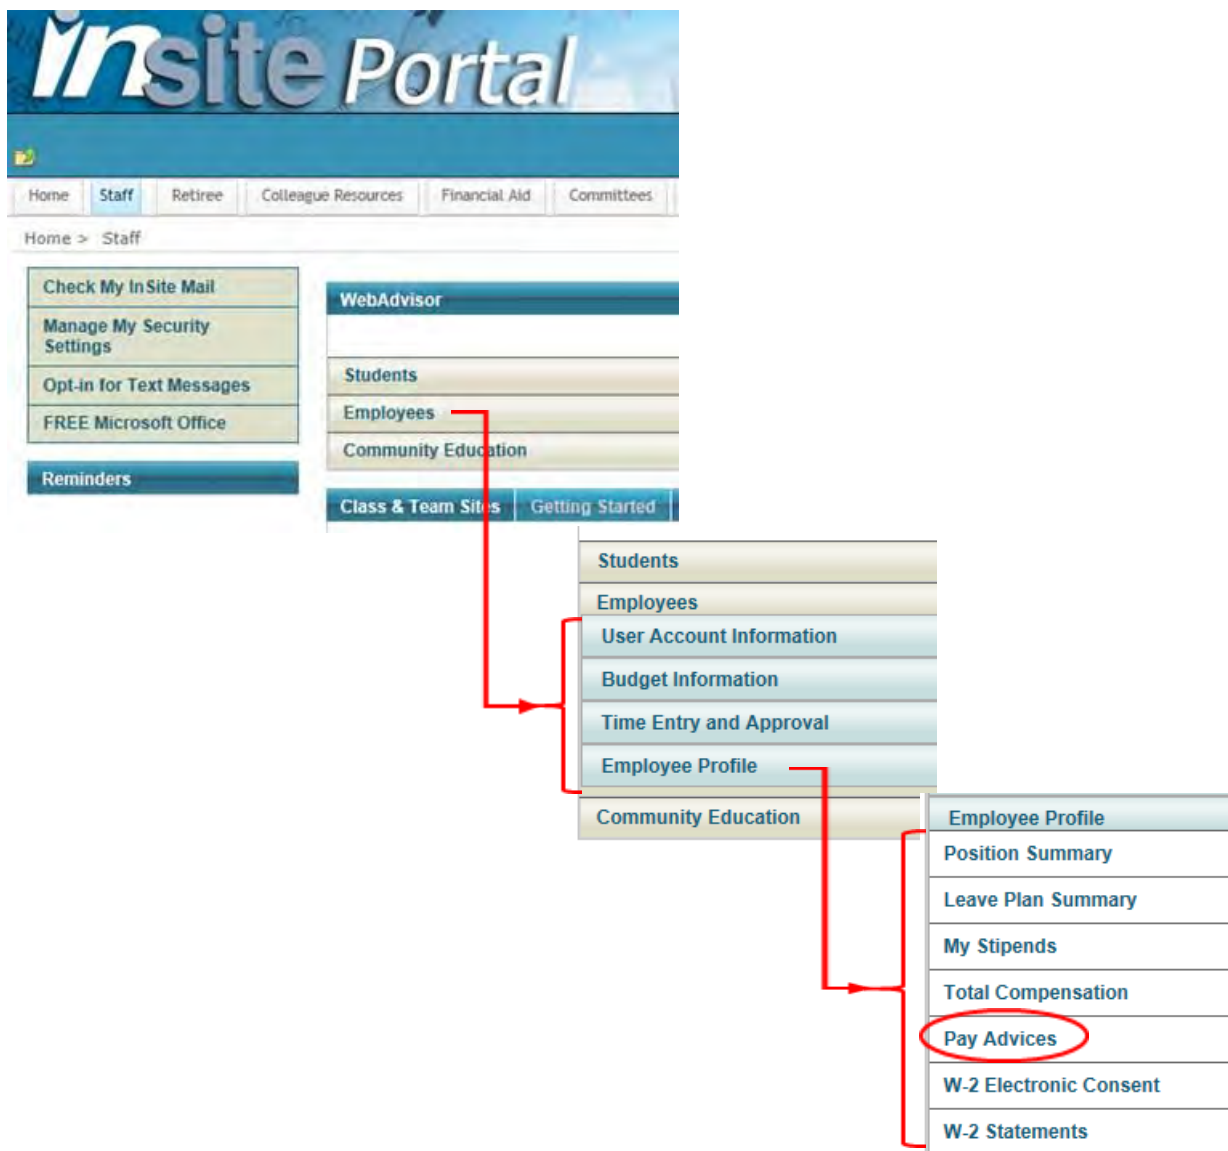 insite Portal
Home Staff Retiree Colleague Resources Financial Aid Committees
Home > Staff
Check My InSite Mail
Manage My Security
Settings
Opt-in for Text Messages
FREE Microsoft Office
Reminders
WebAdvisor
Students
Employees
Community Education
Class & Team Sites Getting Started
Students
Employees
User Account Information
Budget Information
Time Entry and Approval
Employee Profile
Community Education
Employee Profile
Position Summary
Leave Plan Summary
My Stipends
Total Compensation
Pay Advices
W-2 Electronic Consent
W-2 Statements